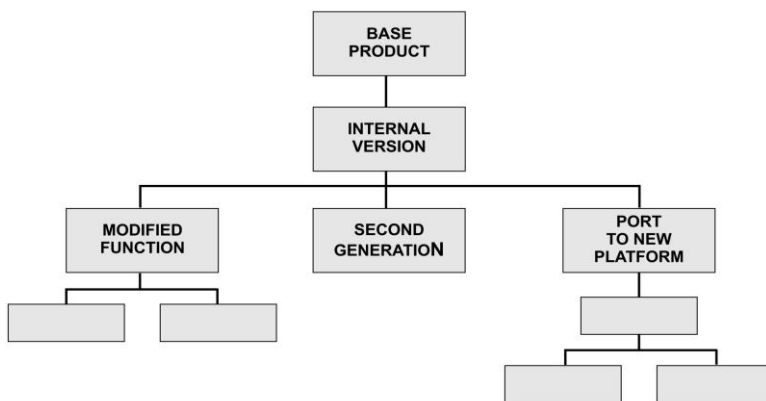 BASE
PRODUCT
INTERNAL
VERSION
MODIFIED
FUNCTION
SECOND
GENERATION
PORT
TO NEW
PLATFORM